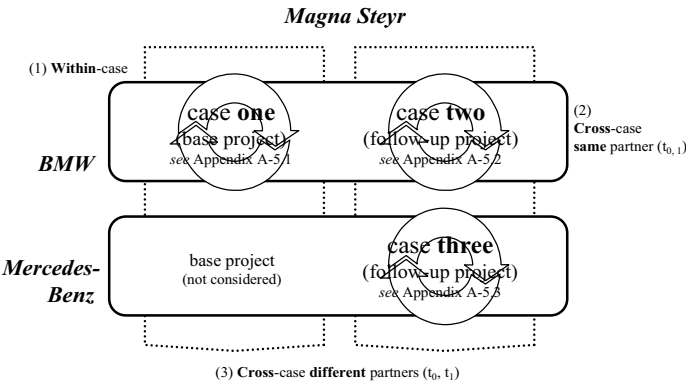 Magna Steyr
(1) Within-case
case one
(base project)
see Appendix A-5.1
case two
(follow-up project)
see Appendix A-5.2
(2)
Cross-case
same partner (t0, 1)
BMW
Mercedes-
Benz
base project
(not considered)
case three
(follow-up project)
see Appendix A-5.3
(3) Cross-case different partners (t0, t1)